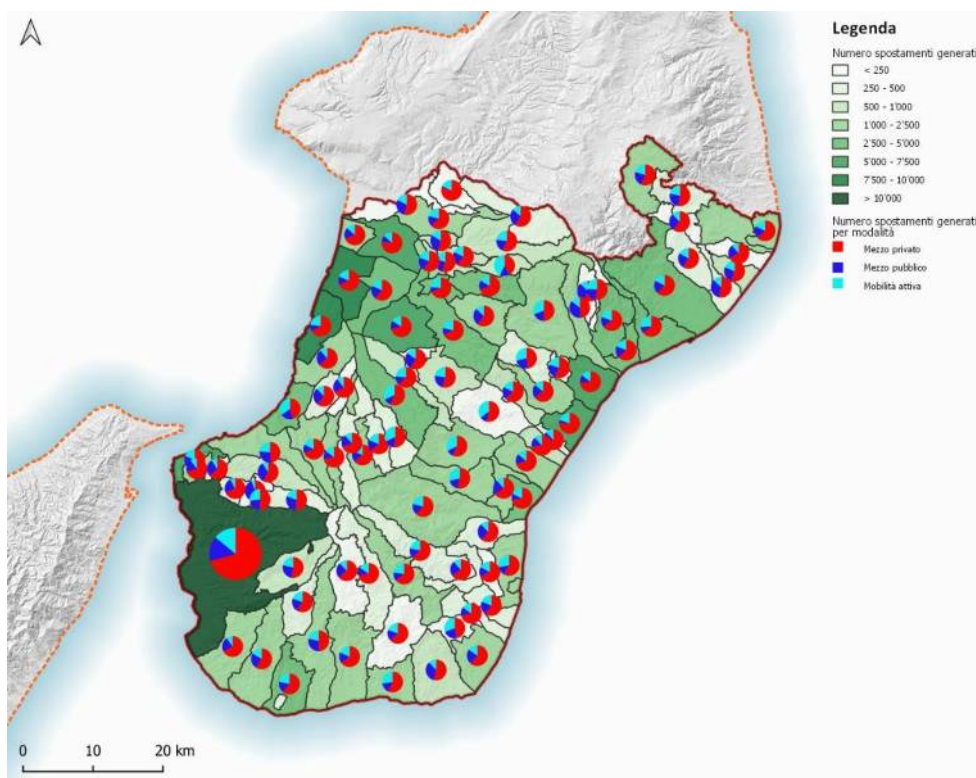 Legenda
Numero spostamenti generati
< 250
250 - 500
500 - 1'000
1'000 - 2'500
2'500 - 5'000
5'000 - 7'500
7'500 - 10'000
> 10'000
Numero spostamenti generati
per modalità
Mezzo privato
Mezzo pubblico
Mobilità attiva
0 10 20 km